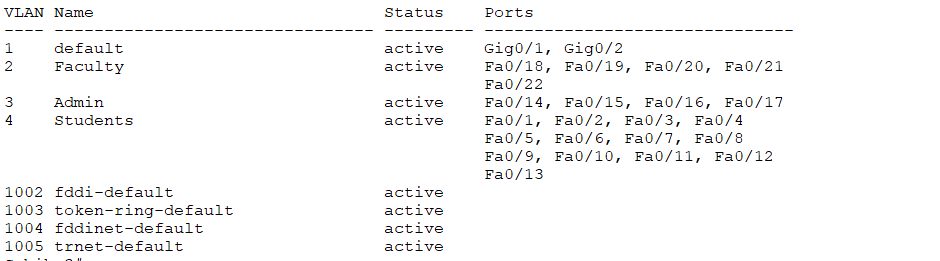 VLAN Name                             Status    Ports
---- -------------------------------- --------- -------------------------------
1    default                          active    Gig0/1, Gig0/2
2    Faculty                          active    Fa0/18, Fa0/19, Fa0/20, Fa0/21
                                                Fa0/22
3    Admin                            active    Fa0/14, Fa0/15, Fa0/16, Fa0/17
4    Students                         active    Fa0/1, Fa0/2, Fa0/3, Fa0/4
                                                Fa0/5, Fa0/6, Fa0/7, Fa0/8
                                                Fa0/9, Fa0/10, Fa0/11, Fa0/12
                                                Fa0/13
1002 fddi-default                     active
1003 token-ring-default               active
1004 fddinet-default                  active
1005 trnet-default                    active